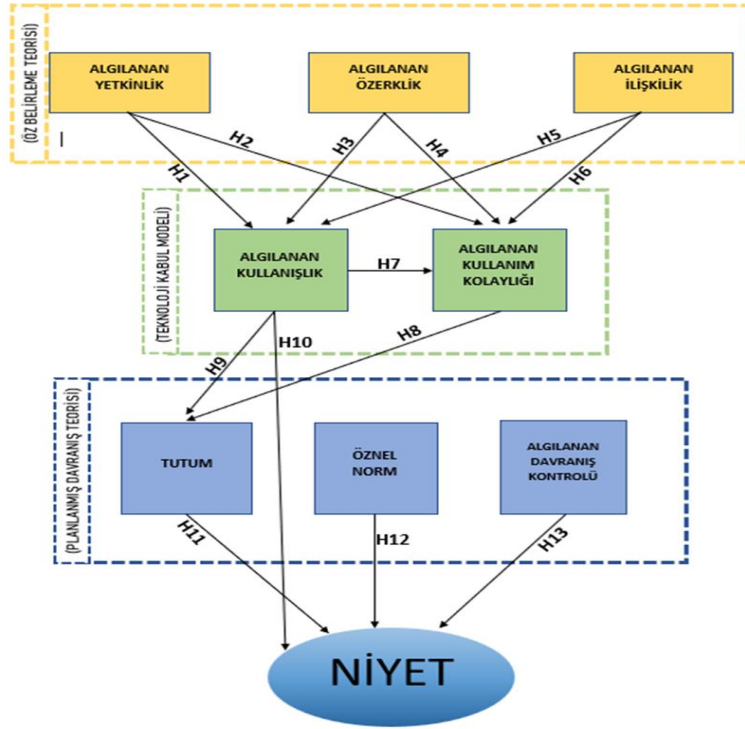 (ÖZ BELİRLEME TEORİSİ)
ALGILANAN
YETKİNLİK
ALGILANAN
ÖZERKLİK
ALGILANAN
İLİŞKİLİK
H1
H2
H3
H4
H5
H6
(TEKNOLOJİ KABUL MODELİ)
ALGILANAN
KULLANIŞLIK
H7
ALGILANAN
KULLANIM
KOLAYLIĞI
H9
H10
H8
(PLANLANMIŞ DAVRANIŞ TEORİSİ)
TUTUM
ÖZNEL
NORM
ALGILANAN
DAVRANIŞ
KONTROLÜ
H11
H12
H13
NİYET